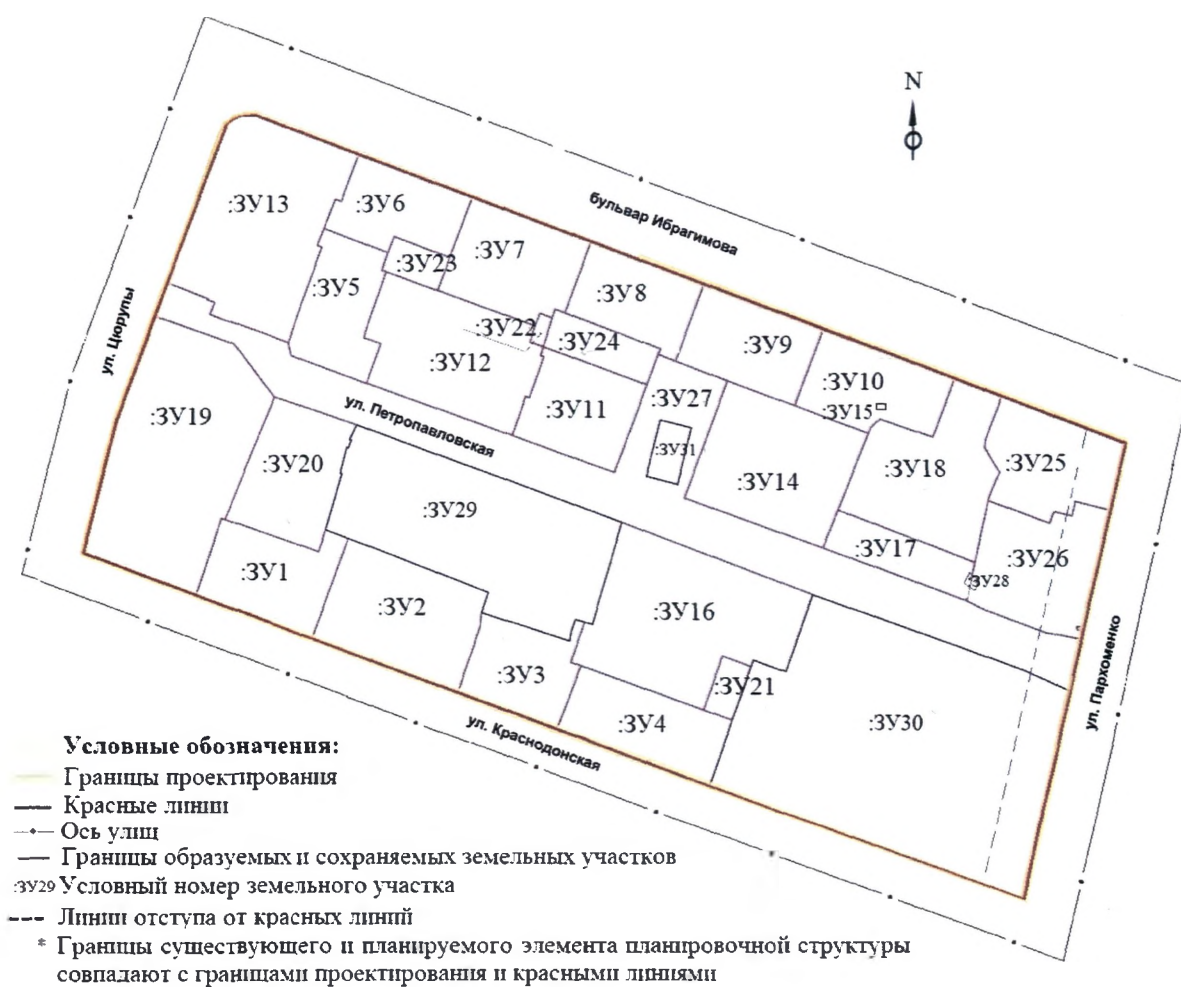 N
бульвар Ибрагимова
:ЗУ13
:ЗУ6
:ЗУ7
:ЗУ23
:ЗУ5
:ЗУ8
ул. Цюрупы
:ЗУ22
:ЗУ24
:ЗУ9
:ЗУ12
:ЗУ10
:ЗУ27
:ЗУ11
:ЗУ15
:ЗУ19
ул. Петропавловская
:ЗУ31
:ЗУ20
:ЗУ18
:ЗУ25
:ЗУ14
:ЗУ29
:ЗУ17
:ЗУ26
:ЗУ1
:ЗУ28
:ЗУ2
:ЗУ16
:ЗУ3
:ЗУ21
ул. Пархоменко
:ЗУ4
:ЗУ30
ул. Краснодонская
Условные обозначения:
Границы проектирования
Красные линии
Ось улиц
Границы образуемых и сохраняемых земельных участков
:ЗУ29 Условный номер земельного участка
Линии отступа от красных линий
* Границы существующего и планируемого элемента планировочной структуры
совпадают с границами проектирования и красными линиями